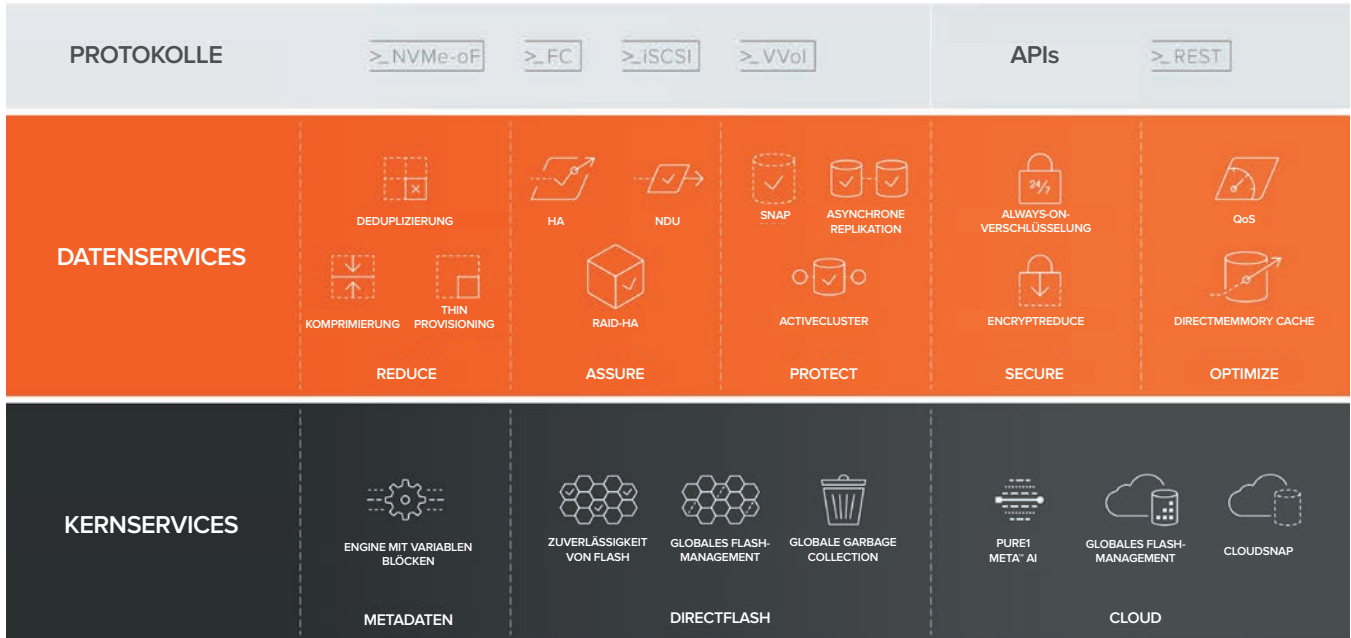 PROTOKOLLE
>_NVMe-oF
>_FC
>_iSCSI
>_VVol
APIs
>_REST
DATENSERVICES
DEDUPLIZIERUNG
KOMPRIMIERUNG
THIN
PROVISIONING
REDUCE
HA
NDU
RAID-HA
ASSURE
SNAP
ASYNCHRONE
REPLIKATION
ACTIVECLUSTER
PROTECT
24/7
ALWAYS-ON-
VERSCHLÜSSELUNG
ENCRYPTREDUCE
SECURE
QoS
DIRECTMEMMORY CACHE
OPTIMIZE
KERNSERVICES
ENGINE MIT VARIABLEN
BLÖCKEN
METADATEN
ZUVERLÄSSIGKEIT
VON FLASH
GLOBALES FLASH-
MANAGEMENT
GLOBALE GARBAGE
COLLECTION
DIRECTFLASH
PURE1
META™ AI
GLOBALES FLASH-
MANAGEMENT
CLOUDSNAP
CLOUD